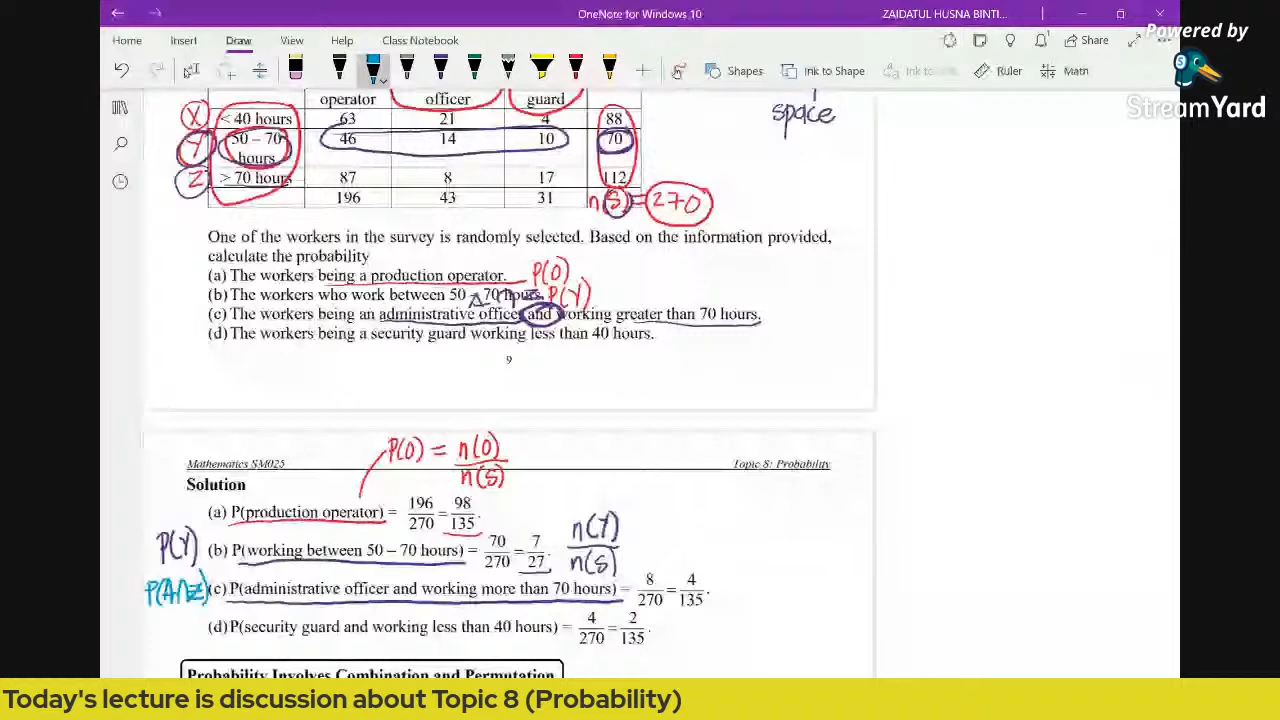 OneNote for Windows 10
ZAIDATUL HUSNA BINTI...
Powered by
StreamYard
Home Insert Draw View Help Class Notebook Share
Shapes Ink to Shape Ink to Ruler Math
operator officer guard
X < 40 hours 63 21 4 88
Y 50 – 70 hours 46 14 10 70
Z > 70 hours 87 8 17 112
196 43 31 n(S) = 270
space
One of the workers in the survey is randomly selected. Based on the information provided,
calculate the probability
(a) The workers being a production operator. P(O)
(b) The workers who work between 50 – 70 hours. P(Y)
A ∩ Z
(c) The workers being an administrative officer and working greater than 70 hours.
(d) The workers being a security guard working less than 40 hours.
9
P(O) = n(O)/n(S)
Mathematics SM025 Topic 8: Probability
Solution
(a) P(production operator) = 196/270 = 98/135.
P(Y) (b) P(working between 50 – 70 hours) = 70/270 = 7/27. n(Y)/n(S)
P(A∩Z) (c) P(administrative officer and working more than 70 hours) = 8/270 = 4/135.
(d) P(security guard and working less than 40 hours) = 4/270 = 2/135.
Probability Involves Combination and Permutation
Today's lecture is discussion about Topic 8 (Probability)